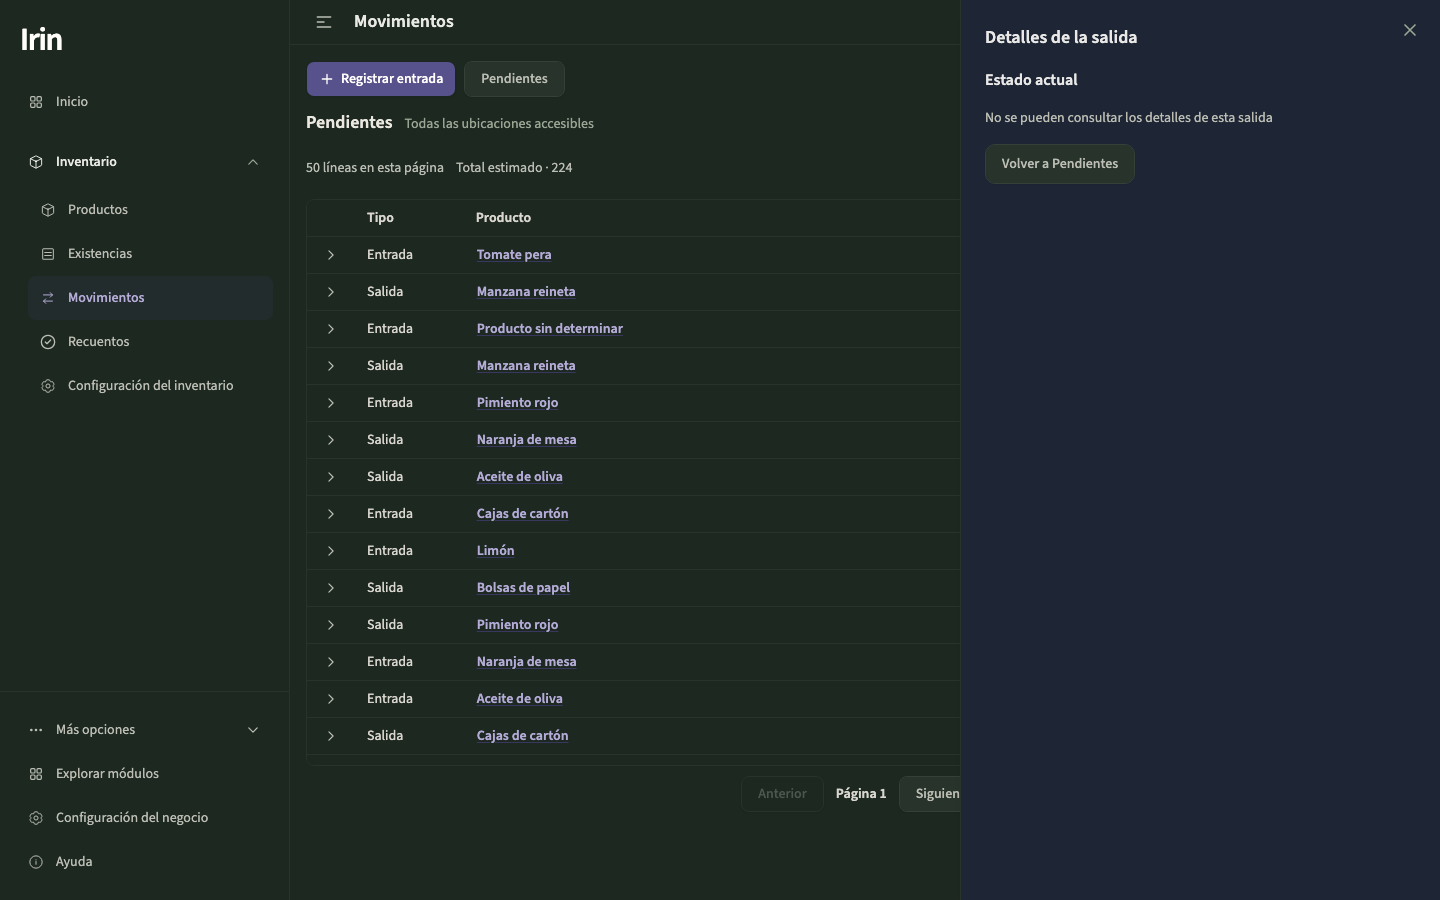 Irin
Inicio
Inventario
Productos
Existencias
Movimientos
Recuentos
Configuración del inventario
Más opciones
Explorar módulos
Configuración del negocio
Ayuda
Movimientos
Registrar entrada
Pendientes
Pendientes Todas las ubicaciones accesibles
50 líneas en esta página Total estimado · 224
Tipo Producto
Entrada Tomate pera
Salida Manzana reineta
Entrada Producto sin determinar
Salida Manzana reineta
Entrada Pimiento rojo
Salida Naranja de mesa
Salida Aceite de oliva
Entrada Cajas de cartón
Entrada Limón
Salida Bolsas de papel
Salida Pimiento rojo
Entrada Naranja de mesa
Entrada Aceite de oliva
Salida Cajas de cartón
Anterior Página 1 Siguien
Detalles de la salida
Estado actual
No se pueden consultar los detalles de esta salida
Volver a Pendientes